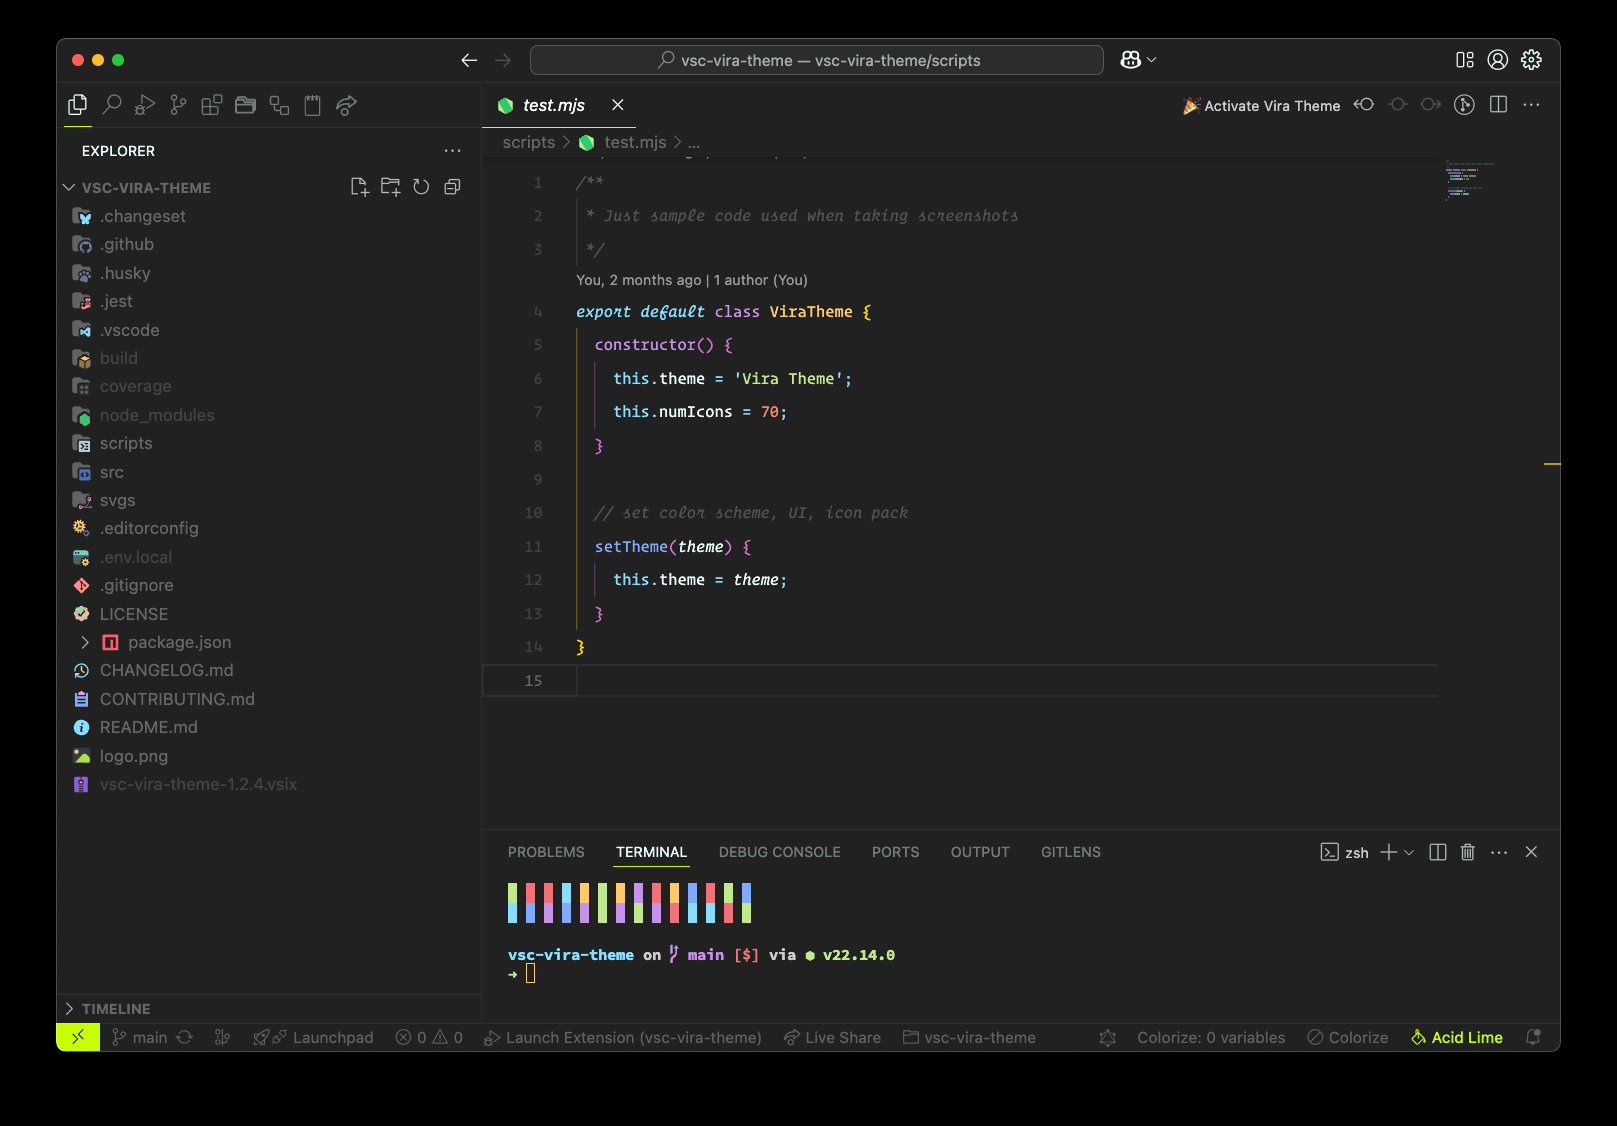 vsc-vira-theme — vsc-vira-theme/scripts
test.mjs
Activate Vira Theme
EXPLORER
scripts > test.mjs > ...
VSC-VIRA-THEME
.changeset
.github
.husky
.jest
.vscode
build
coverage
node_modules
scripts
src
svgs
.editorconfig
.env.local
.gitignore
LICENSE
package.json
CHANGELOG.md
CONTRIBUTING.md
README.md
logo.png
vsc-vira-theme-1.2.4.vsix
TIMELINE
1 /**
2 * Just sample code used when taking screenshots
3 */
You, 2 months ago | 1 author (You)
4 export default class ViraTheme {
5 constructor() {
6 this.theme = 'Vira Theme';
7 this.numIcons = 70;
8 }
9
10 // set color scheme, UI, icon pack
11 setTheme(theme) {
12 this.theme = theme;
13 }
14 }
15
PROBLEMS TERMINAL DEBUG CONSOLE PORTS OUTPUT GITLENS
zsh
vsc-vira-theme on main [$] via v22.14.0
main Launchpad 0 0 Launch Extension (vsc-vira-theme) Live Share vsc-vira-theme Colorize: 0 variables Colorize Acid Lime